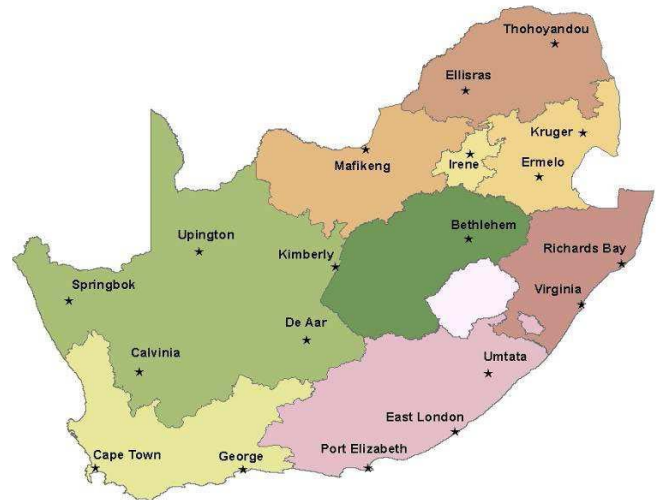 Thohoyandou
Ellisras
Kruger
Mafikeng
Irene
Ermelo
Bethlehem
Upington
Kimberly
Richards Bay
Springbok
Virginia
De Aar
Calvinia
Umtata
East London
Cape Town
George
Port Elizabeth